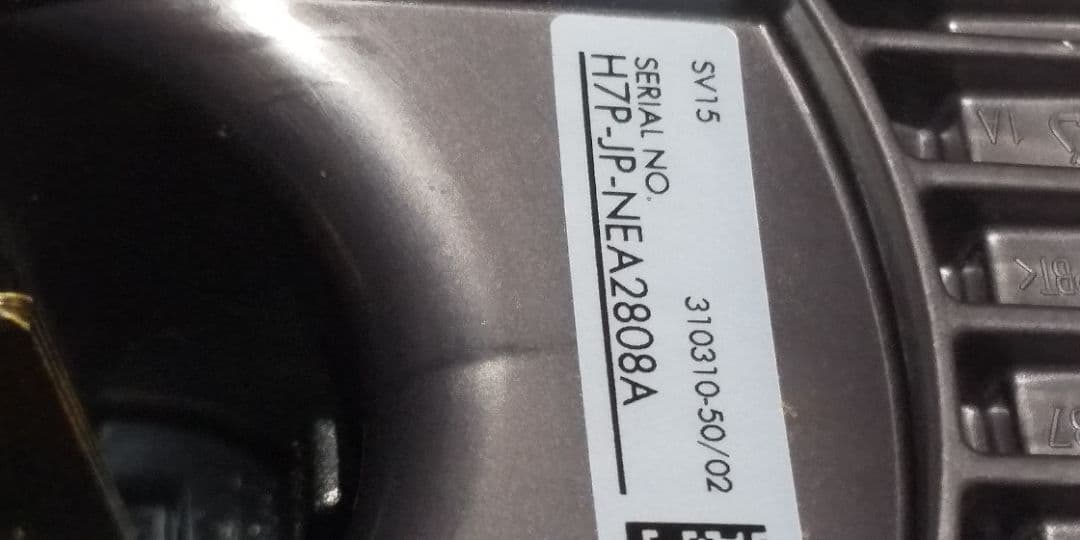 SV15 310310-50/02
SERIAL NO.
H7P-JP-NEA2808A